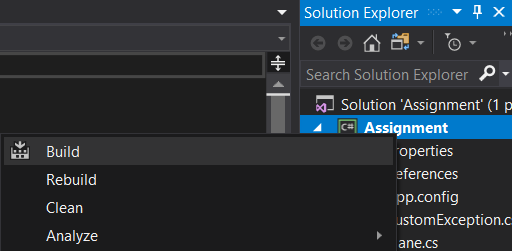 Solution Explorer
Search Solution Explorer
Solution 'Assignment' (1 p
C# Assignment
Build
roperties
Rebuild
eferences
Clean
pp.config
Analyze
ustomException.c
ane.cs